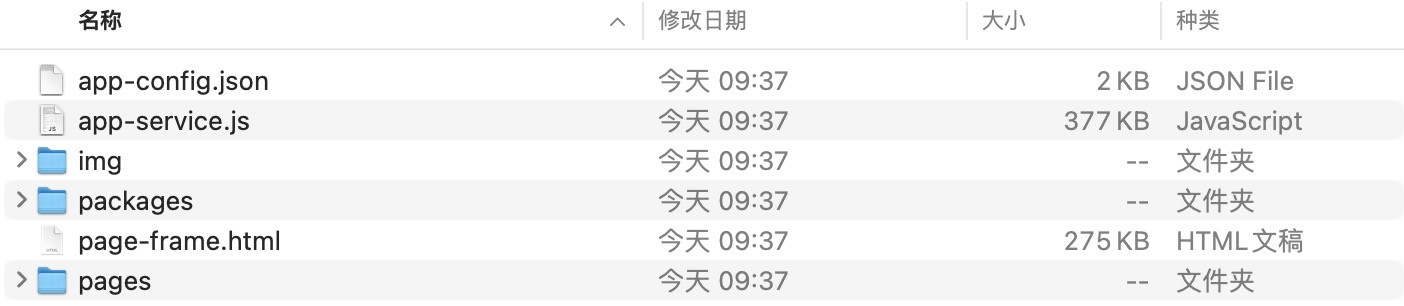 名称 修改日期 大小 种类
app-config.json 今天 09:37 2 KB JSON File
app-service.js 今天 09:37 377 KB JavaScript
img 今天 09:37 -- 文件夹
packages 今天 09:37 -- 文件夹
page-frame.html 今天 09:37 275 KB HTML文稿
pages 今天 09:37 -- 文件夹